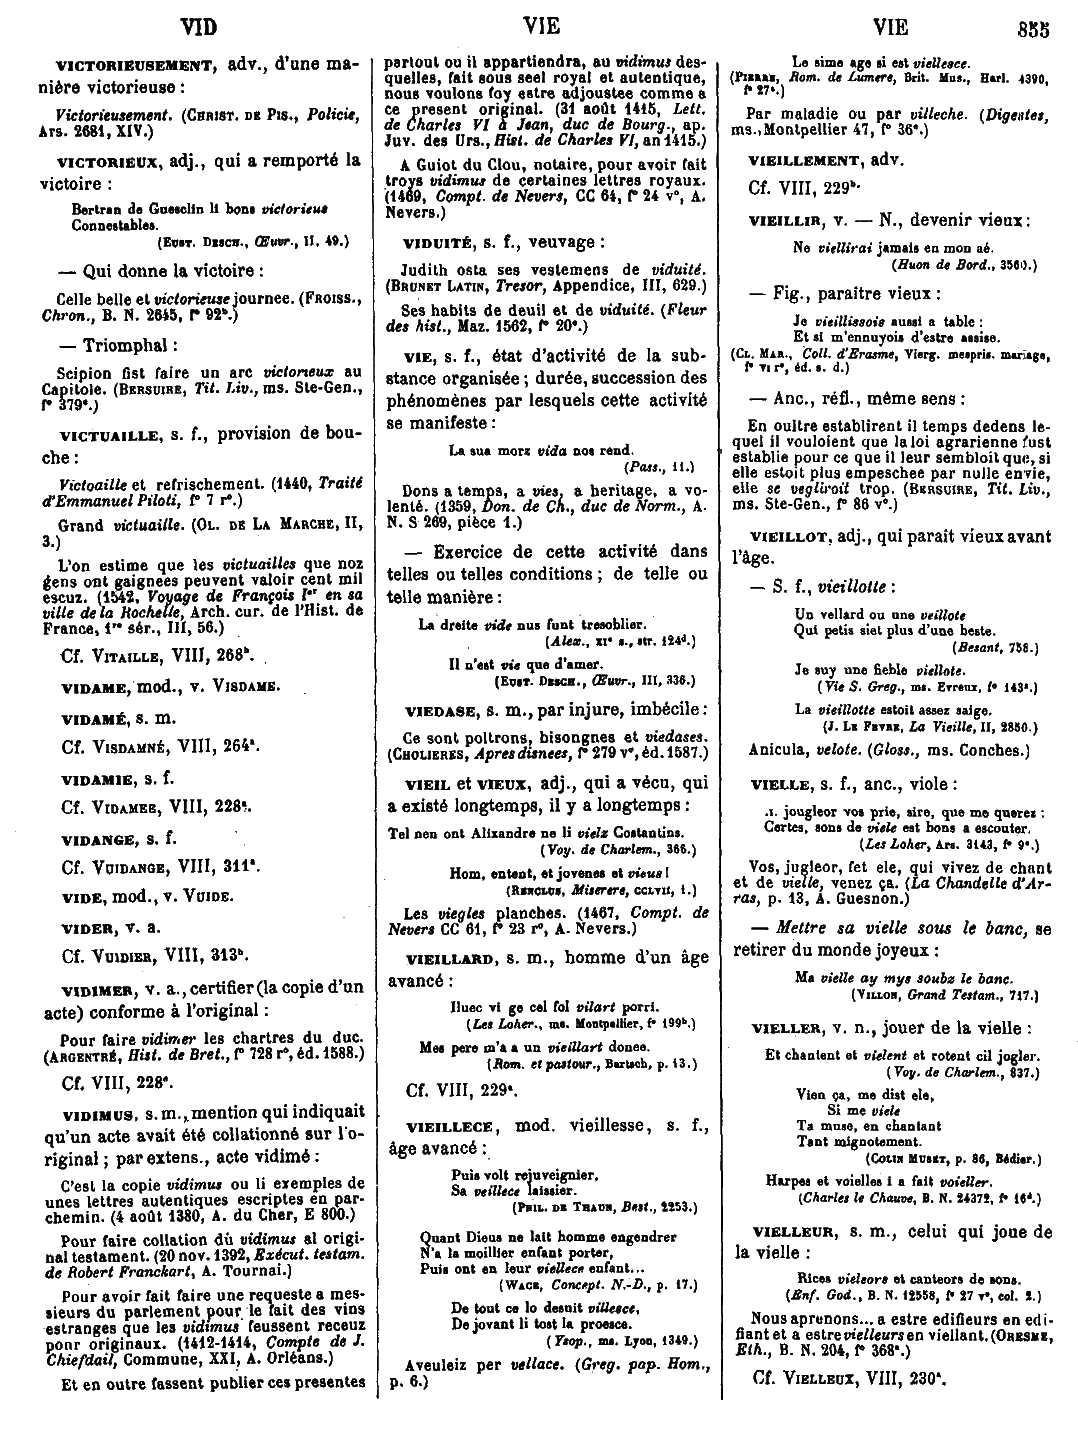 VID
VIE
VIE
855
VICTORIEUSEMENT, adv., d'une ma-
nière victorieuse :
Victorieusement. (CHRIST. DE PIS., Policie,
Ars. 2681, XIV.)
VICTORIEUX, adj., qui a remporté la
victoire :
Bertran de Guesclin li bons victorieus
Connestables.
(EUST. DESCH., Œuvr., II, 49.)
— Qui donne la victoire :
Celle belle et victorieuse journee. (FROISS.,
Chron., B. N. 2645, f° 92ᵇ.)
— Triomphal :
Scipion fist faire un arc victorieux au
Capitole. (BERSUIRE, Tit. Liv., ms. Ste-Gen.,
f° 379ᵃ.)
VICTUAILLE, s. f., provision de bou-
che :
Victoaille et refrischement. (1440, Traité
d'Emmanuel Piloti, f° 7 r°.)
Grand victuaille. (OL. DE LA MARCHE, II,
3.)
L'on estime que les victuailles que noz
gens ont gaignees peuvent valoir cent mil
escuz. (1542, Voyage de François Iᵉʳ en sa
ville de la Rochelle, Arch. cur. de l'Hist. de
France, 1ʳᵉ sér., III, 56.)
Cf. VITAILLE, VIII, 268ᵇ.
VIDAME, mod., v. VISDAME.
VIDAMÉ, s. m.
Cf. VISDAMNÉ, VIII, 264ᵃ.
VIDAMIE, s. f.
Cf. VIDAMEE, VIII, 228ᵃ.
VIDANGE, s. f.
Cf. VUIDANGE, VIII, 311ᵃ.
VIDE, mod., v. VUIDE.
VIDER, v. a.
Cf. VUIDIER, VIII, 313ᵇ.
VIDIMER, v. a., certifier (la copie d'un
acte) conforme à l'original :
Pour faire vidimer les chartres du duc.
(ARGENTRÉ, Hist. de Bret., f° 728 r°, éd. 1588.)
Cf. VIII, 228ᵃ.
VIDIMUS, s. m., mention qui indiquait
qu'un acte avait été collationné sur l'o-
riginal ; par extens., acte vidimé :
C'est la copie vidimus ou li exemples de
unes lettres autentiques escriptes en par-
chemin. (4 août 1380, A. du Cher, E 800.)
Pour faire collation dù vidimus al origi-
nal testament. (20 nov. 1392, Exécut. testam.
de Robert Franckart, A. Tournai.)
Pour avoir fait faire une requeste a mes-
sieurs du parlement pour le fait des vins
estranges que les vidimus feussent receuz
ponr originaux. (1412-1414, Compte de J.
Chiefdail, Commune, XXI, A. Orléans.)
Et en outre fassent publier ces presentes
partout ou il appartiendra, au vidimus des-
quelles, fait sous seel royal et autentique,
nous voulons foy estre adjoustee comme a
ce present original. (31 août 1415, Lett.
de Charles VI à Jean, duc de Bourg., ap.
Juv. des Urs., Hist. de Charles VI, an 1415.)
A Guiot du Clou, notaire, pour avoir fait
troys vidimus de certaines lettres royaux.
(1469, Compt. de Nevers, CC 64, f° 24 v°, A.
Nevers.)
VIDUITÉ, s. f., veuvage :
Judith osta ses vestemens de viduité.
(BRUNET LATIN, Tresor, Appendice, III, 629.)
Ses habits de deuil et de viduité. (Fleur
des hist., Maz. 1562, f° 20ᵃ.)
VIE, s. f., état d'activité de la sub-
stance organisée ; durée, succession des
phénomènes par lesquels cette activité
se manifeste :
La sua morz vida nos rend.
(Pass., 11.)
Dons a temps, a vies, a heritage, a vo-
lenté. (1359, Don. de Ch., duc de Norm., A.
N. S 269, pièce 1.)
— Exercice de cette activité dans
telles ou telles conditions ; de telle ou
telle manière :
La dreite vide nus funt tresoblier.
(Alex., XIᵉ s., str. 124ᵈ.)
Il n'est vie que d'amer.
(EUST. DESCH., Œuvr., III, 336.)
VIEDASE, s. m., par injure, imbécile :
Ce sont poltrons, bisongnes et viedases.
(CHOLIERES, Apres disnees, f° 279 v°, éd. 1587.)
VIEIL et VIEUX, adj., qui a vécu, qui
a existé longtemps, il y a longtemps :
Tel nen ont Alixandre ne li vielz Costantins.
(Voy. de Charlem., 366.)
Hom, entent, et jovenes et vieus !
(RENCLUS, Miserere, CCLVII, 1.)
Les viegles planches. (1467, Compt. de
Nevers CC 61, f° 23 r°, A. Nevers.)
VIEILLARD, s. m., homme d'un âge
avancé :
Iluec vi ge cel fol vilart porri.
(Les Loher., ms. Montpellier, f° 199ᵇ.)
Mes pere m'a a un vieillart donee.
(Rom. et pastour., Bartsch, p. 13.)
Cf. VIII, 229ᵃ.
VIEILLECE, mod. vieillesse, s. f.,
âge avancé :
Puis volt rejuveignier,
Sa veillece laissier.
(PHIL. DE THAUN, Best., 2253.)
Quant Dieus ne lait homme engendrer
N'a la moillier enfant porter,
Puis ont en leur viellece enfant...
(WACE, Concept. N.-D., p. 17.)
De tout ce lo desuit villesce,
De jovant li tost la proesce.
(Ysop., ms. Lyon, 1349.)
Aveuleiz per vellace. (Greg. pap. Hom.,
p. 6.)
Le sime age si est viellesce.
(PIERRE, Rom. de Lumere, Brit. Mus., Harl. 4390,
f° 27ᵃ.)
Par maladie ou par villeche. (Digestes,
ms., Montpellier 47, f° 36ᵃ.)
VIEILLEMENT, adv.
Cf. VIII, 229ᵇ.
VIEILLIR, v. — N., devenir vieux :
Ne viellirai jamais en mon aé.
(Huon de Bord., 3560.)
— Fig., paraitre vieux :
Je vieillissois aussi a table :
Et si m'ennuyois d'estre assise.
(CL. MAR., Coll. d'Erasme, Vierg. mespris. mariage,
f° VI r°, éd. s. d.)
— Anc., réfl., même sens :
En oultre establirent il temps dedens le-
quel il vouloient que la loi agrarienne fust
establie pour ce que il leur sembloit que, si
elle estoit plus empeschee par nulle envie,
elle se vegliroit trop. (BERSUIRE, Tit. Liv.,
ms. Ste-Gen., f° 86 v°.)
VIEILLOT, adj., qui parait vieux avant
l'âge.
— S. f., vieillotte :
Un vellard ou une veillote
Qui petis siet plus d'une beste.
(Besant, 758.)
Je suy une fieble viellote.
(Vie S. Greg., ms. Evreux, f° 143ᵃ.)
La vieillotte estoit assez saige.
(J. LE FEVRE, La Vieille, II, 2850.)
Anicula, velote. (Gloss., ms. Conches.)
VIELLE, s. f., anc., viole :
.I. jougleor vos prie, sire, que me querez :
Certes, sons de viele est bons a escouter.
(Les Loher, Ars. 3143, f° 9ᵃ.)
Vos, jugleor, fet ele, qui vivez de chant
et de vielle, venez ça. (La Chandelle d'Ar-
ras, p. 13, A. Guesnon.)
— Mettre sa vielle sous le banc, se
retirer du monde joyeux :
Ma vielle ay mys soubz le banc.
(VILLON, Grand Testam., 717.)
VIELLER, v. n., jouer de la vielle :
Et chantent et vielent et rotent cil jogler.
(Voy. de Charlem., 837.)
Vien ça, me dist ele,
Si me viele
Ta muse, en chantant
Tant mignotement.
(COLIN MUSET, p. 86, Bédier.)
Harpes et voielles i a fait voieller.
(Charles le Chauve, B. N. 24372, f° 16ᵈ.)
VIELLEUR, s. m., celui qui joue de
la vielle :
Rices vieleors et canteors de sons.
(Enf. God., B. N. 12558, f° 27 v°, col. 2.)
Nous aprenons... a estre edifieurs en edi-
fiant et a estre vielleurs en viellant. (ORESME,
Eth., B. N. 204, f° 368ᵃ.)
Cf. VIELLEUX, VIII, 230ᵃ.